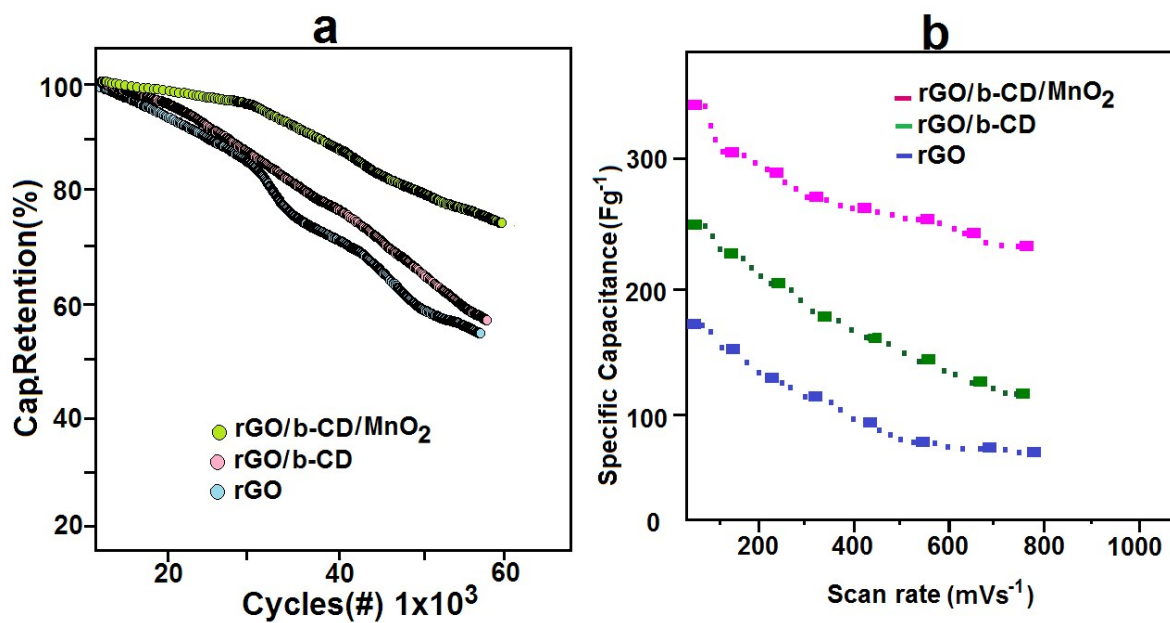 a
Cap.Retention(%)
100
80
60
40
20
rGO/b-CD/MnO₂
rGO/b-CD
rGO
20
40
60
Cycles(#) 1x10³
b
Specific Capacitance(Fg⁻¹)
300
200
100
0
rGO/b-CD/MnO₂
rGO/b-CD
rGO
200
400
600
800
1000
Scan rate (mVs⁻¹)